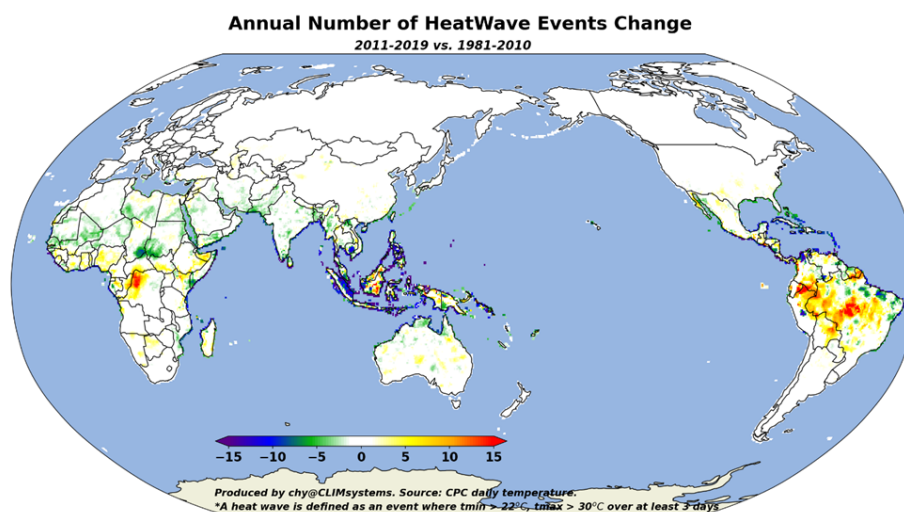 Annual Number of HeatWave Events Change
2011-2019 vs. 1981-2010
−15 −10 −5 0 5 10 15
Produced by chy@CLIMsystems. Source: CPC daily temperature.
*A heat wave is defined as an event where tmin > 22°C, tmax > 30°C over at least 3 days